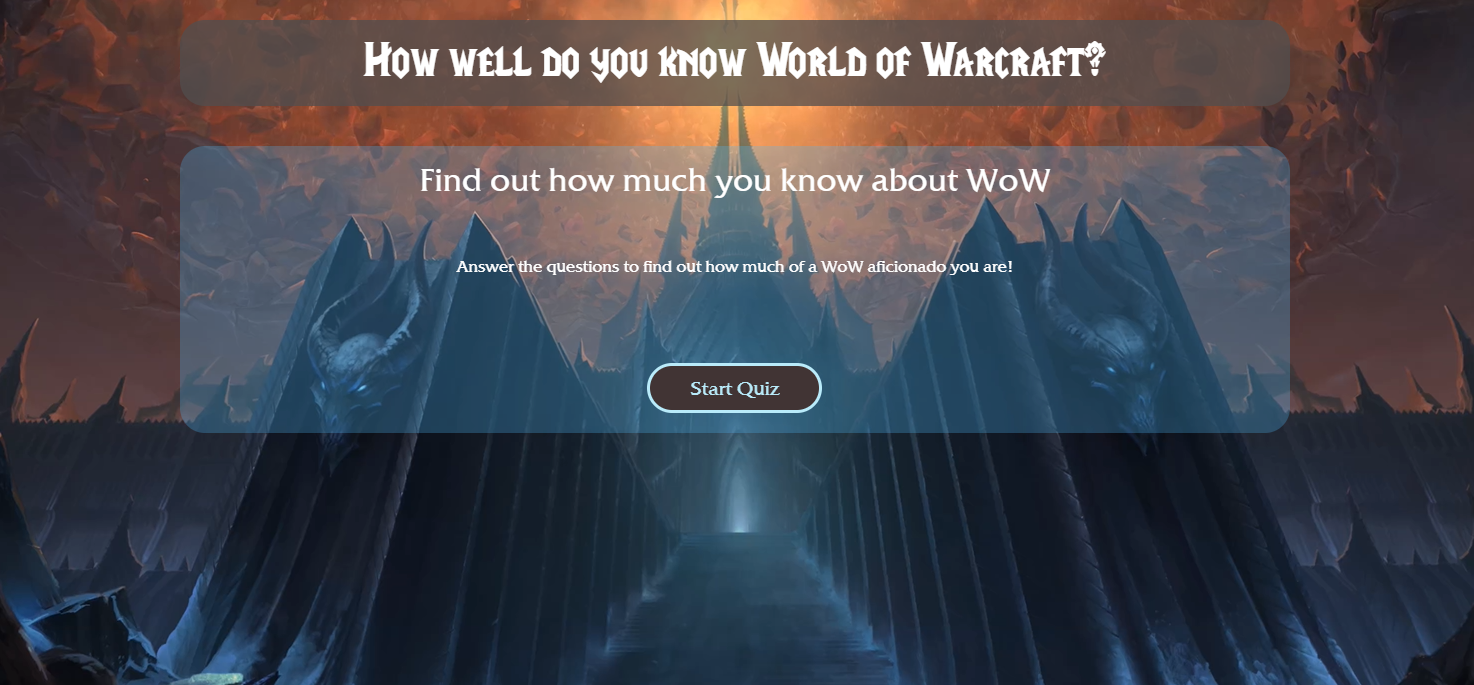 How well do you know World of Warcraft?
Find out how much you know about WoW
Answer the questions to find out how much of a WoW aficionado you are!
Start Quiz